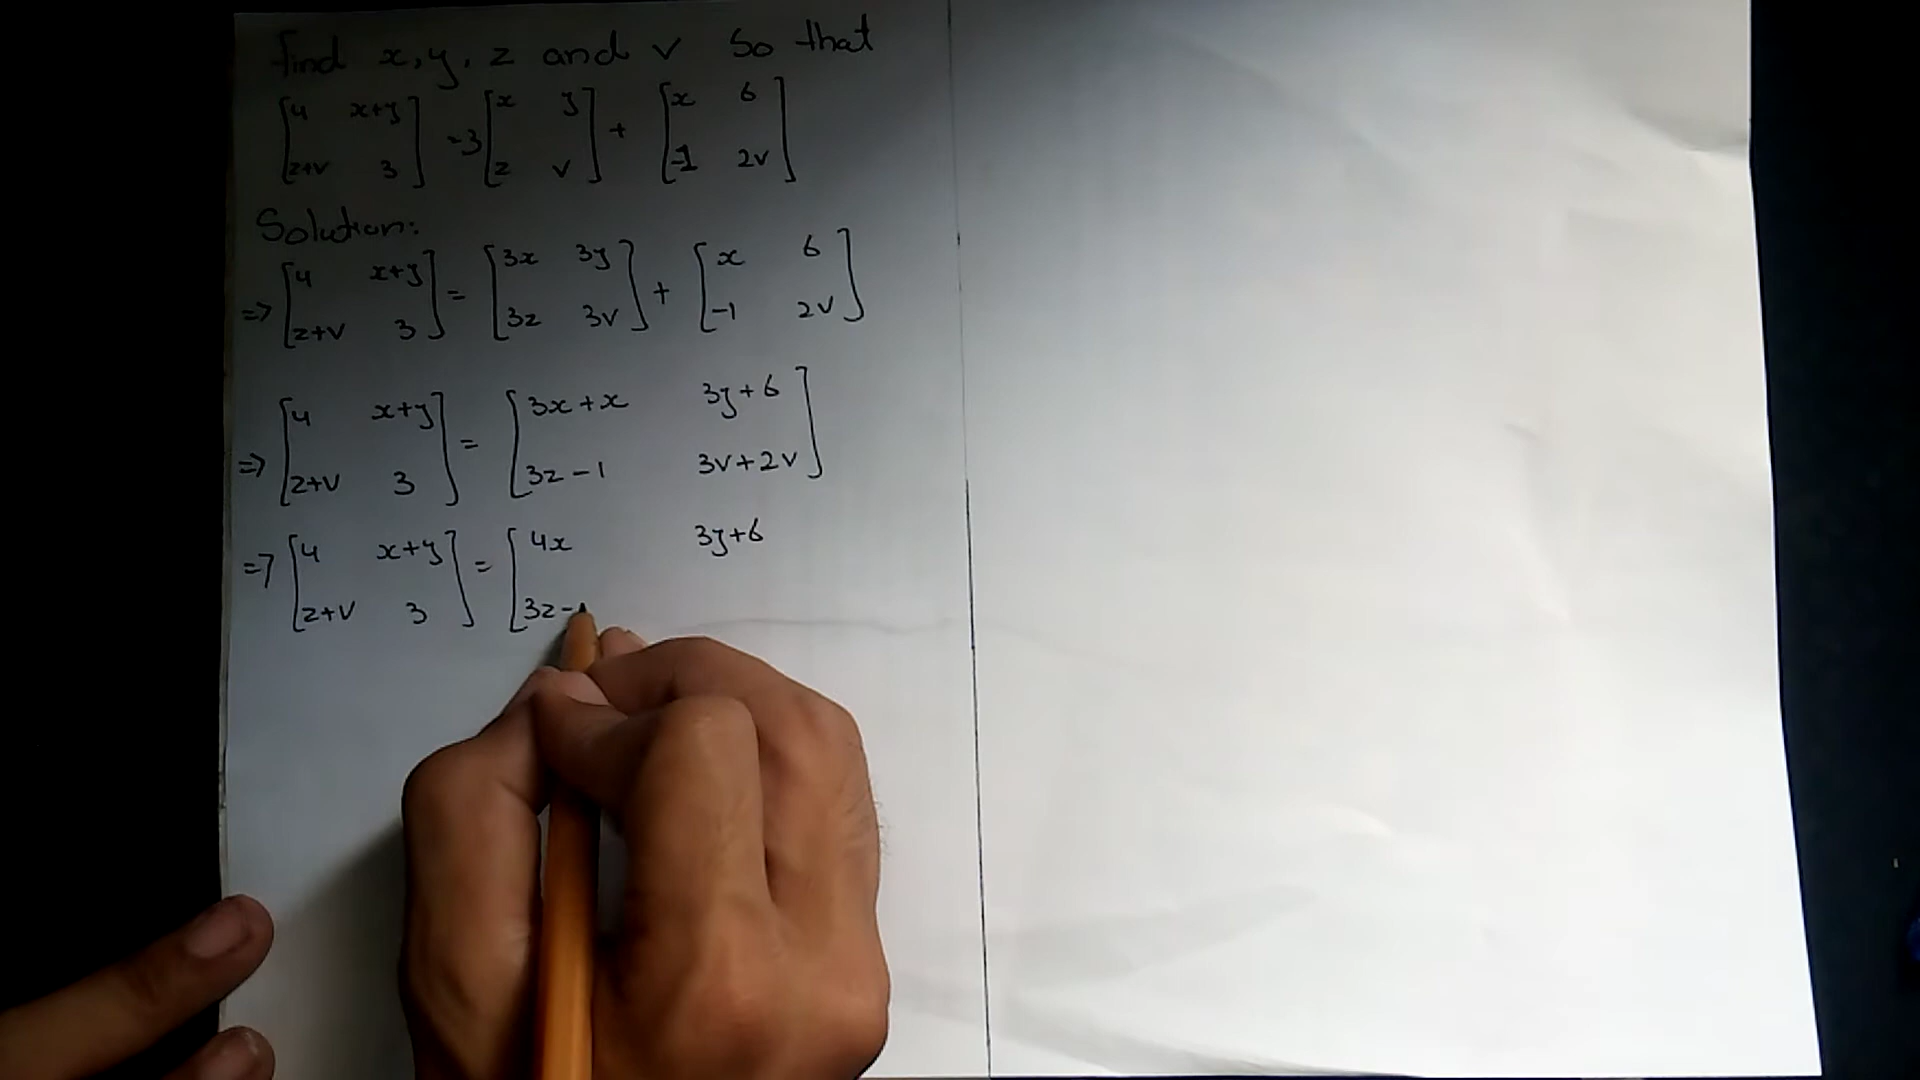 find x, y, z and v So that
[4 x+y] =3 [x y] + [x 6]
[z+v 3] [z v] [-1 2v]
Solution:
=> [4 x+y] = [3x 3y] + [x 6]
[z+v 3] [3z 3v] [-1 2v]
=> [4 x+y] = [3x+x 3y+6]
[z+v 3] [3z-1 3v+2v]
=> [4 x+y] = [4x 3y+6
[z+v 3] [3z-